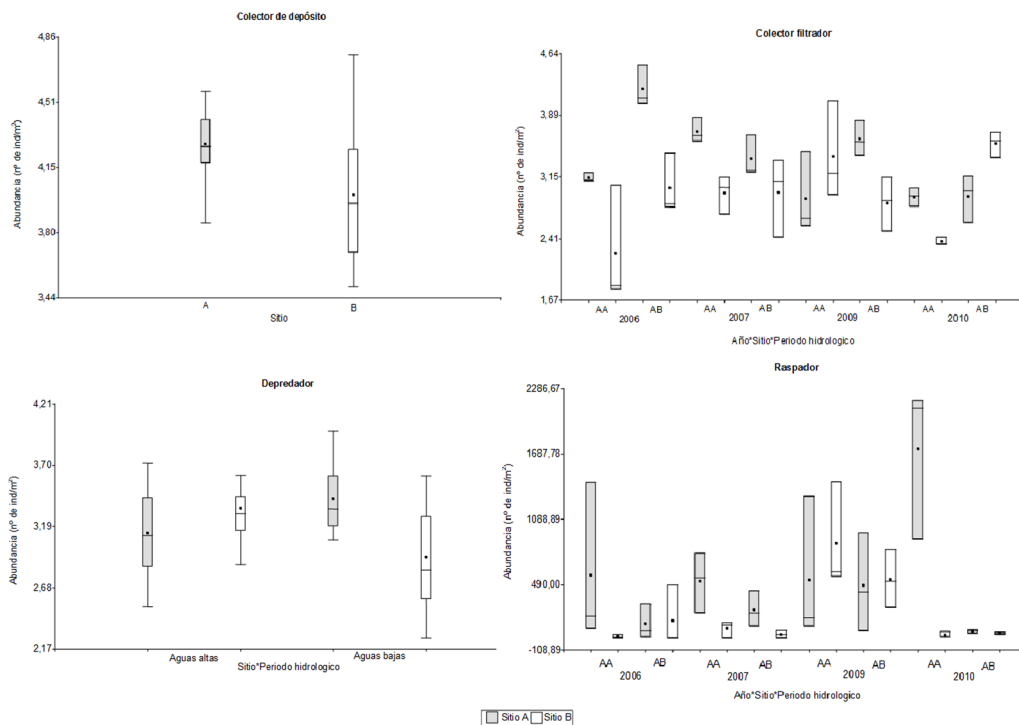 Colector de depósito
4,86
4,51
4,15
3,80
3,44
Abundancia (nº de ind/m²)
A
B
Sitio
Colector filtrador
4,64
3,89
3,15
2,41
1,67
Abundancia (nº de ind/m²)
AA AB AA AB AA AB AA AB
2006 2007 2009 2010
Año*Sitio*Periodo hidrologico
Depredador
4,21
3,70
3,19
2,68
2,17
Abundancia (nº de ind/m²)
Aguas altas Aguas bajas
Sitio*Periodo hidrologico
Raspador
2286,67
1687,78
1088,89
490,00
-108,89
Abundancia (nº de ind/m²)
AA AB AA AB AA AB AA AB
2006 2007 2009 2010
Año*Sitio*Periodo hidrologico
Sitio A Sitio B